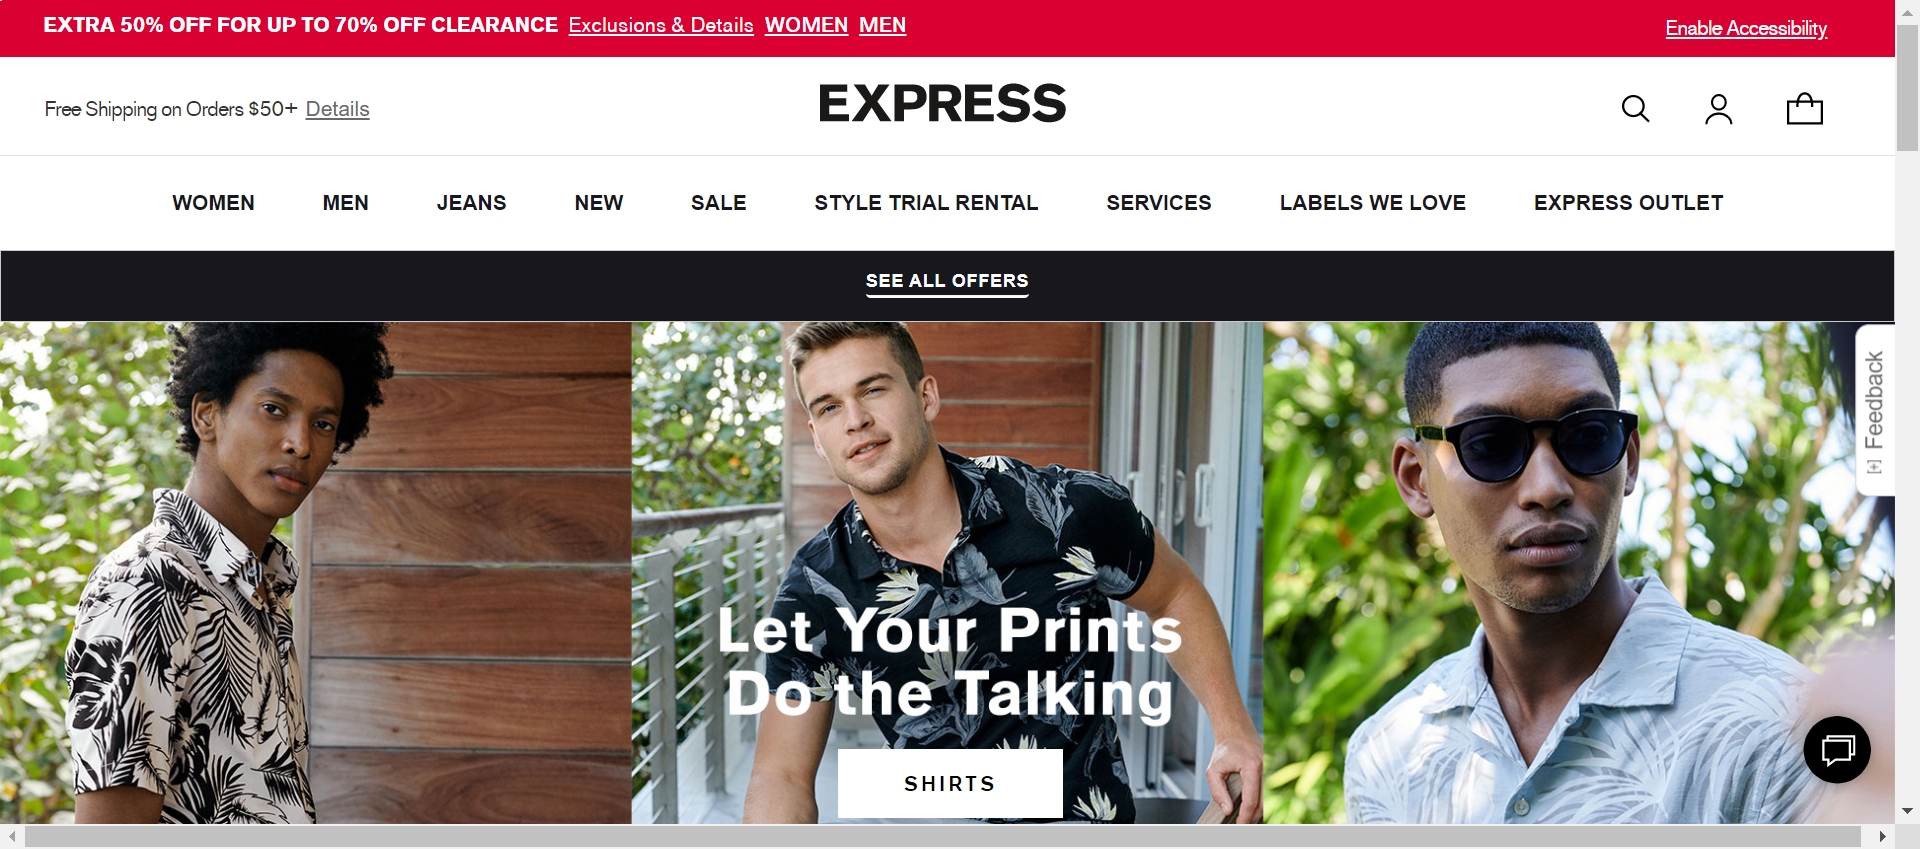 EXTRA 50% OFF FOR UP TO 70% OFF CLEARANCE Exclusions & Details WOMEN MEN
Enable Accessibility
Free Shipping on Orders $50+ Details
EXPRESS
WOMEN MEN JEANS NEW SALE STYLE TRIAL RENTAL SERVICES LABELS WE LOVE EXPRESS OUTLET
SEE ALL OFFERS
[+] Feedback
Let Your Prints
Do the Talking
SHIRTS